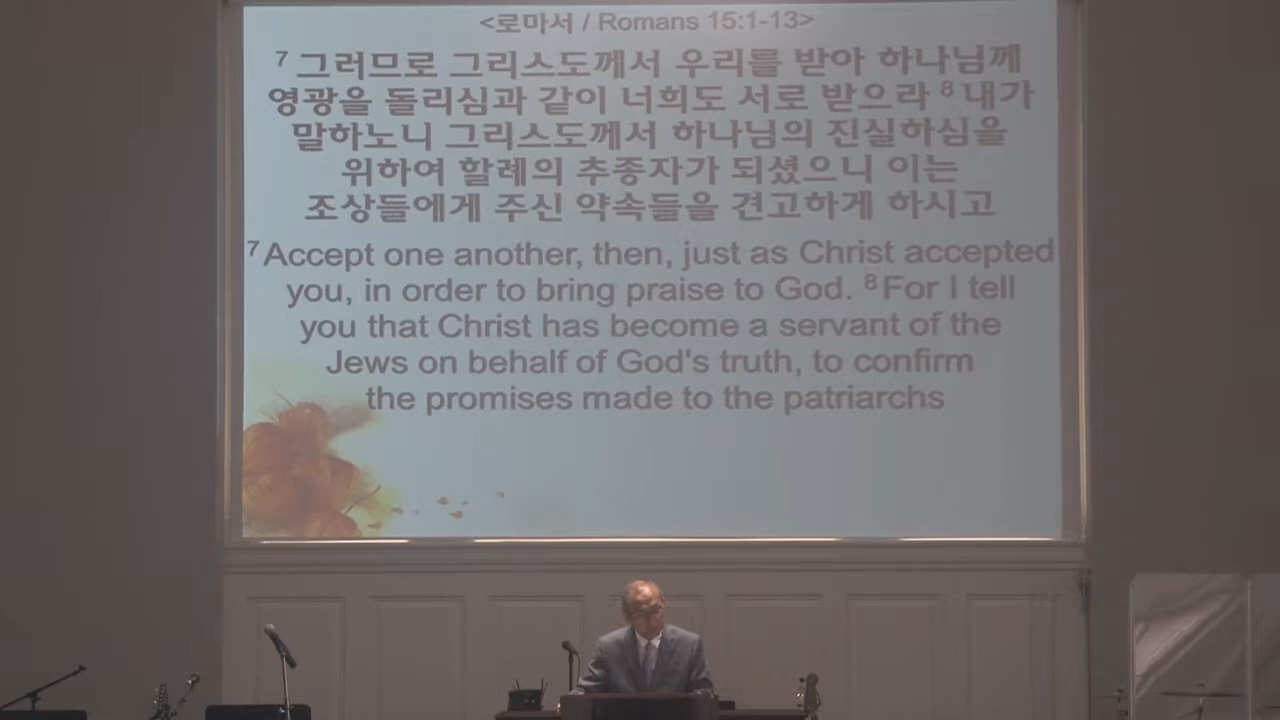 <로마서 / Romans 15:1-13>
7 그러므로 그리스도께서 우리를 받아 하나님께
영광을 돌리심과 같이 너희도 서로 받으라 8 내가
말하노니 그리스도께서 하나님의 진실하심을
위하여 할례의 추종자가 되셨으니 이는
조상들에게 주신 약속들을 견고하게 하시고
7 Accept one another, then, just as Christ accepted
you, in order to bring praise to God. 8 For I tell
you that Christ has become a servant of the
Jews on behalf of God's truth, to confirm
the promises made to the patriarchs